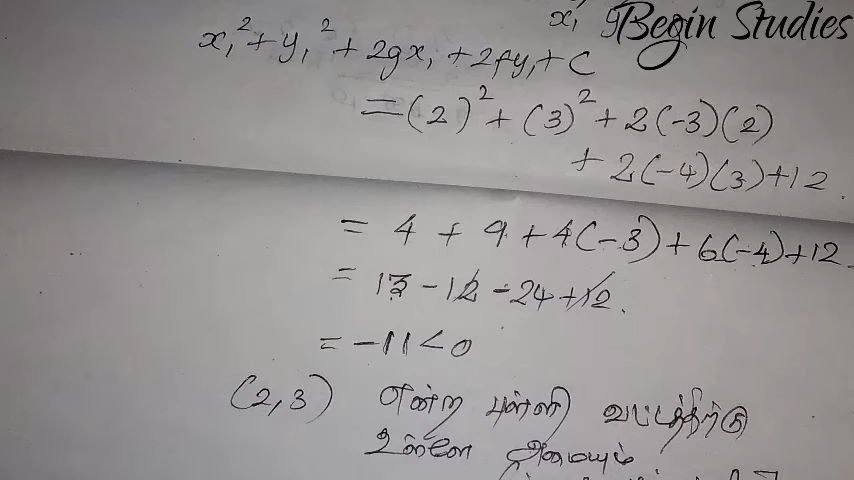 x₁ Begin Studies
x₁² + y₁² + 2gx₁ + 2fy₁ + C
= (2)² + (3)² + 2(-3)(2)
+ 2(-4)(3) + 12.
= 4 + 9 + 4(-3) + 6(-4) + 12.
= 13 - 12 - 24 + 12.
= -11 < 0
(2,3) என்ற புள்ளி வட்டத்திற்கு
உள்ளே அமையும்